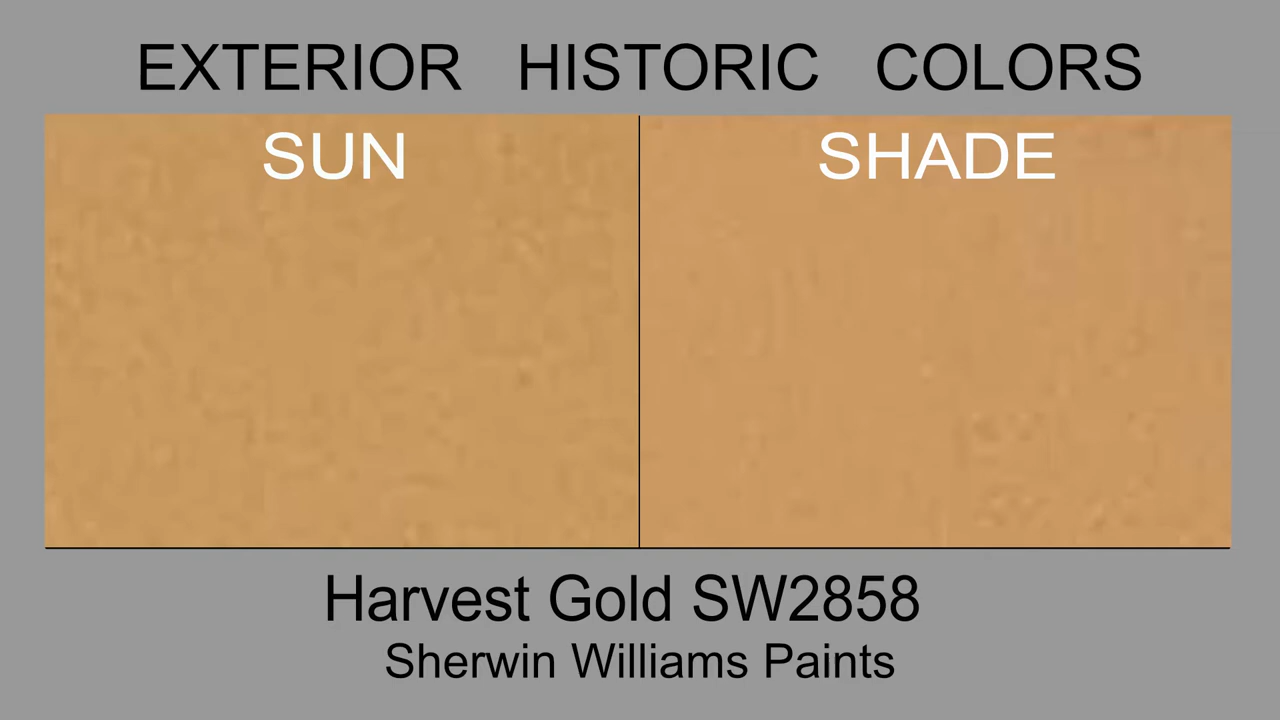 EXTERIOR HISTORIC COLORS
SUN SHADE
Harvest Gold SW2858
Sherwin Williams Paints